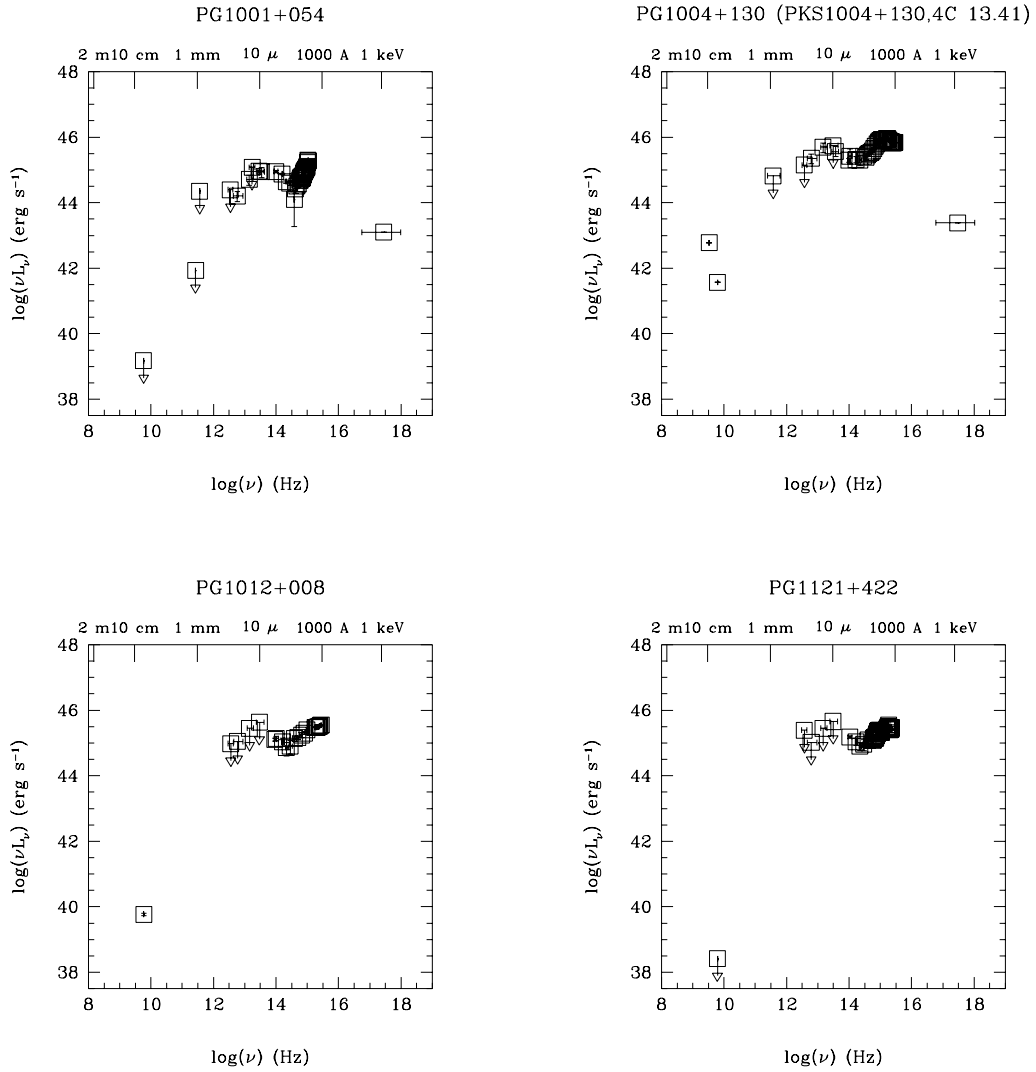 PG1001+054
2 m10 cm 1 mm 10 μ 1000 A 1 keV
48
46
44
42
40
38
log(νLν) (erg s⁻¹)
8 10 12 14 16 18
log(ν) (Hz)
PG1004+130 (PKS1004+130,4C 13.41)
2 m10 cm 1 mm 10 μ 1000 A 1 keV
48
46
44
42
40
38
log(νLν) (erg s⁻¹)
8 10 12 14 16 18
log(ν) (Hz)
PG1012+008
2 m10 cm 1 mm 10 μ 1000 A 1 keV
48
46
44
42
40
38
log(νLν) (erg s⁻¹)
8 10 12 14 16 18
log(ν) (Hz)
PG1121+422
2 m10 cm 1 mm 10 μ 1000 A 1 keV
48
46
44
42
40
38
log(νLν) (erg s⁻¹)
8 10 12 14 16 18
log(ν) (Hz)